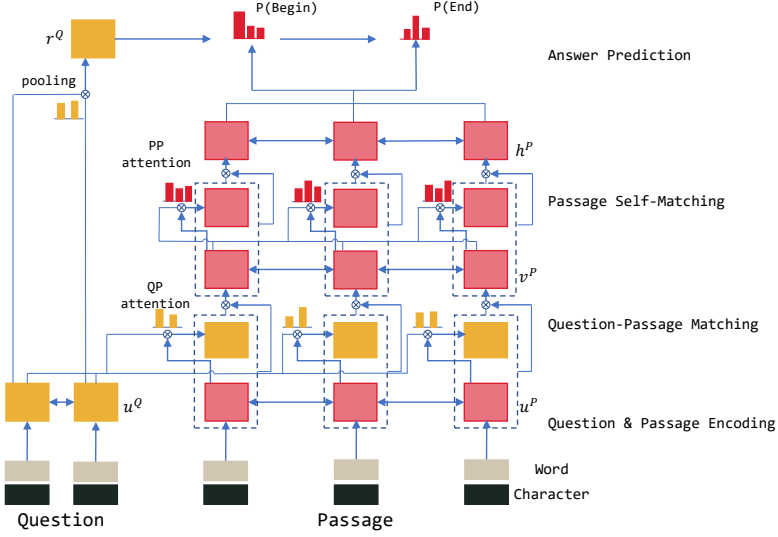 P(Begin)
P(End)
r^Q
Answer Prediction
pooling
PP
attention
h^P
Passage Self-Matching
QP
attention
v^P
Question-Passage Matching
u^Q
u^P
Question & Passage Encoding
Word
Character
Question
Passage